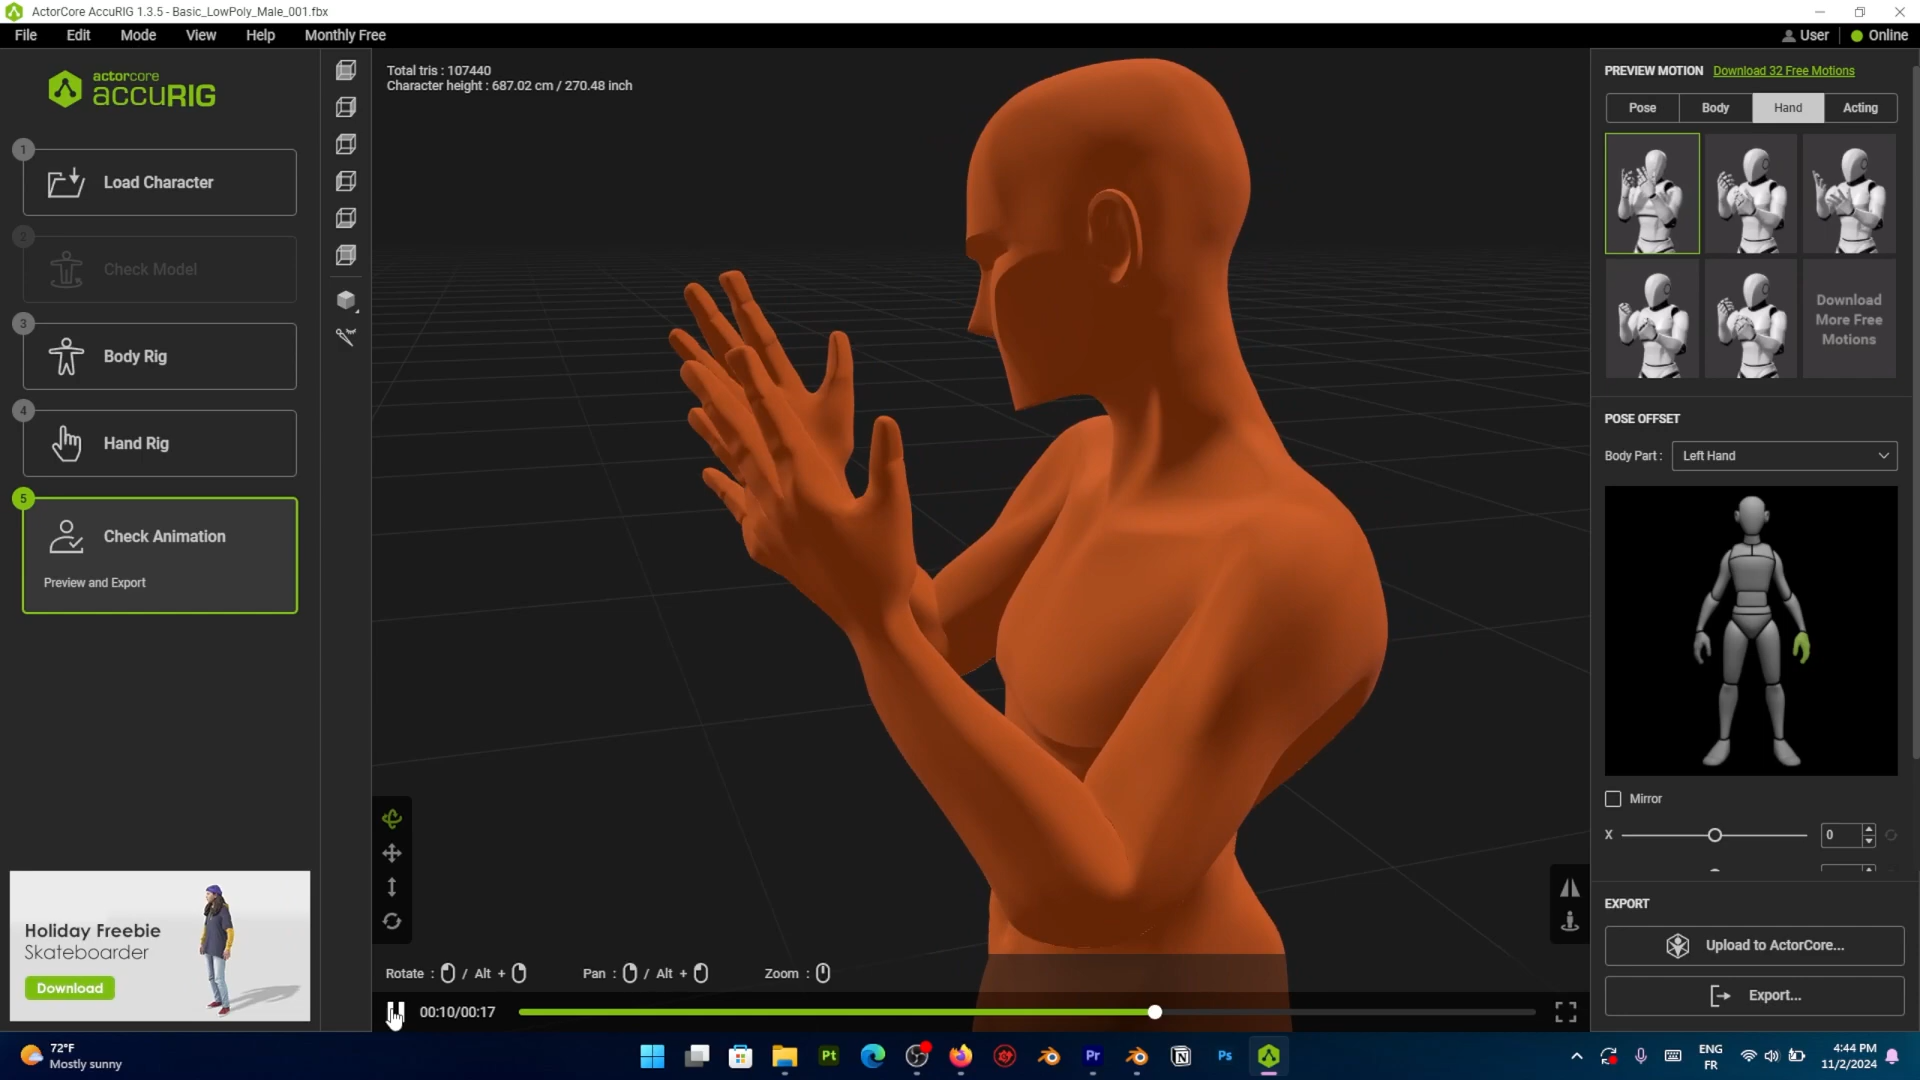 ActorCore AccuRIG 1.3.5 - Basic_LowPoly_Male_001.fbx
File Edit Mode View Help Monthly Free
User Online
actorcore
accuRIG
1
Load Character
2
Check Model
3
Body Rig
4
Hand Rig
5
Check Animation
Preview and Export
Holiday Freebie
Skateboarder
Download
Total tris : 107440
Character height : 687.02 cm / 270.48 inch
Rotate : / Alt + Pan : / Alt + Zoom :
00:10/00:17
PREVIEW MOTION Download 32 Free Motions
Pose Body Hand Acting
Download
More Free
Motions
POSE OFFSET
Body Part : Left Hand
Mirror
X 0
EXPORT
Upload to ActorCore...
Export...
72°F
Mostly sunny
Pt
Pr
Ps
ENG
FR
4:44 PM
11/2/2024